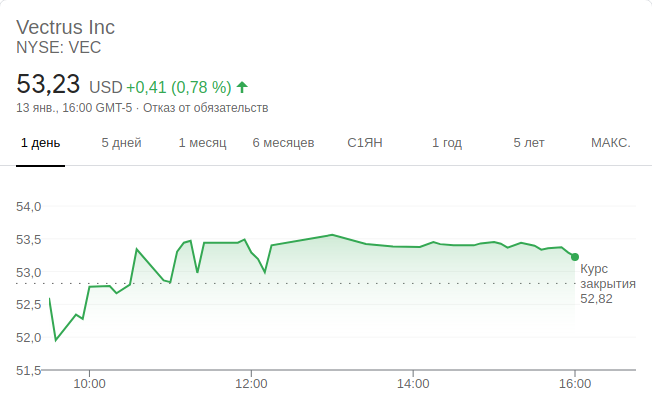 Vectrus Inc
NYSE: VEC
53,23 USD +0,41 (0,78 %)
13 янв., 16:00 GMT-5 · Отказ от обязательств
1 день 5 дней 1 месяц 6 месяцев С1ЯН 1 год 5 лет МАКС.
54,0
53,5
53,0
52,5
52,0
51,5
Курс
закрытия
52,82
10:00 12:00 14:00 16:00